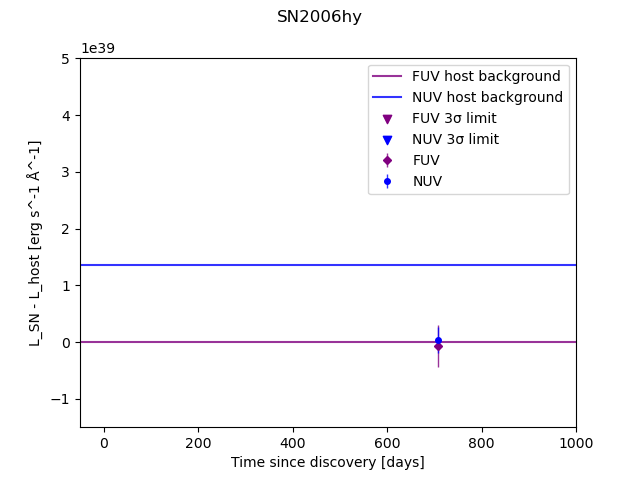 SN2006hy
1e39
5
4
3
2
1
0
−1
L_SN - L_host [erg s^-1 Å^-1]
FUV host background
NUV host background
FUV 3σ limit
NUV 3σ limit
FUV
NUV
0 200 400 600 800 1000
Time since discovery [days]